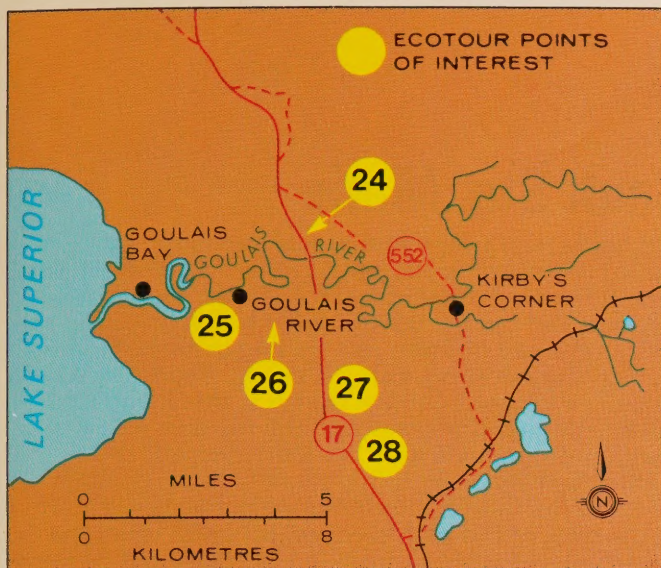 ECOTOUR POINTS
OF INTEREST
24
GOULAIS RIVER
552
GOULAIS
BAY
KIRBY'S
CORNER
GOULAIS
RIVER
LAKE SUPERIOR
25
26
27
17
28
MILES
0 5
0 8
KILOMETRES
N